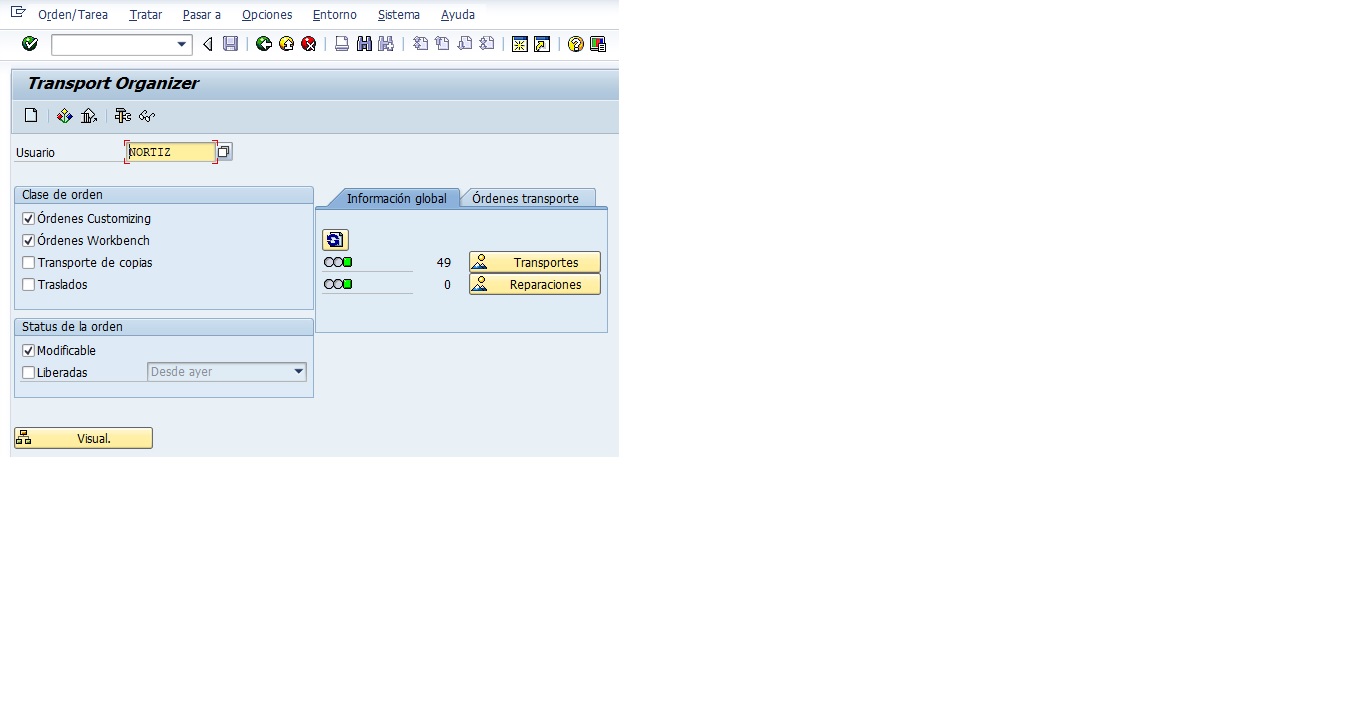 Orden/Tarea Tratar Pasar a Opciones Entorno Sistema Ayuda
Transport Organizer
Usuario NORTIZ
Clase de orden
Órdenes Customizing
Órdenes Workbench
Transporte de copias
Traslados
Información global Órdenes transporte
49 Transportes
0 Reparaciones
Status de la orden
Modificable
Liberadas Desde ayer
Visual.